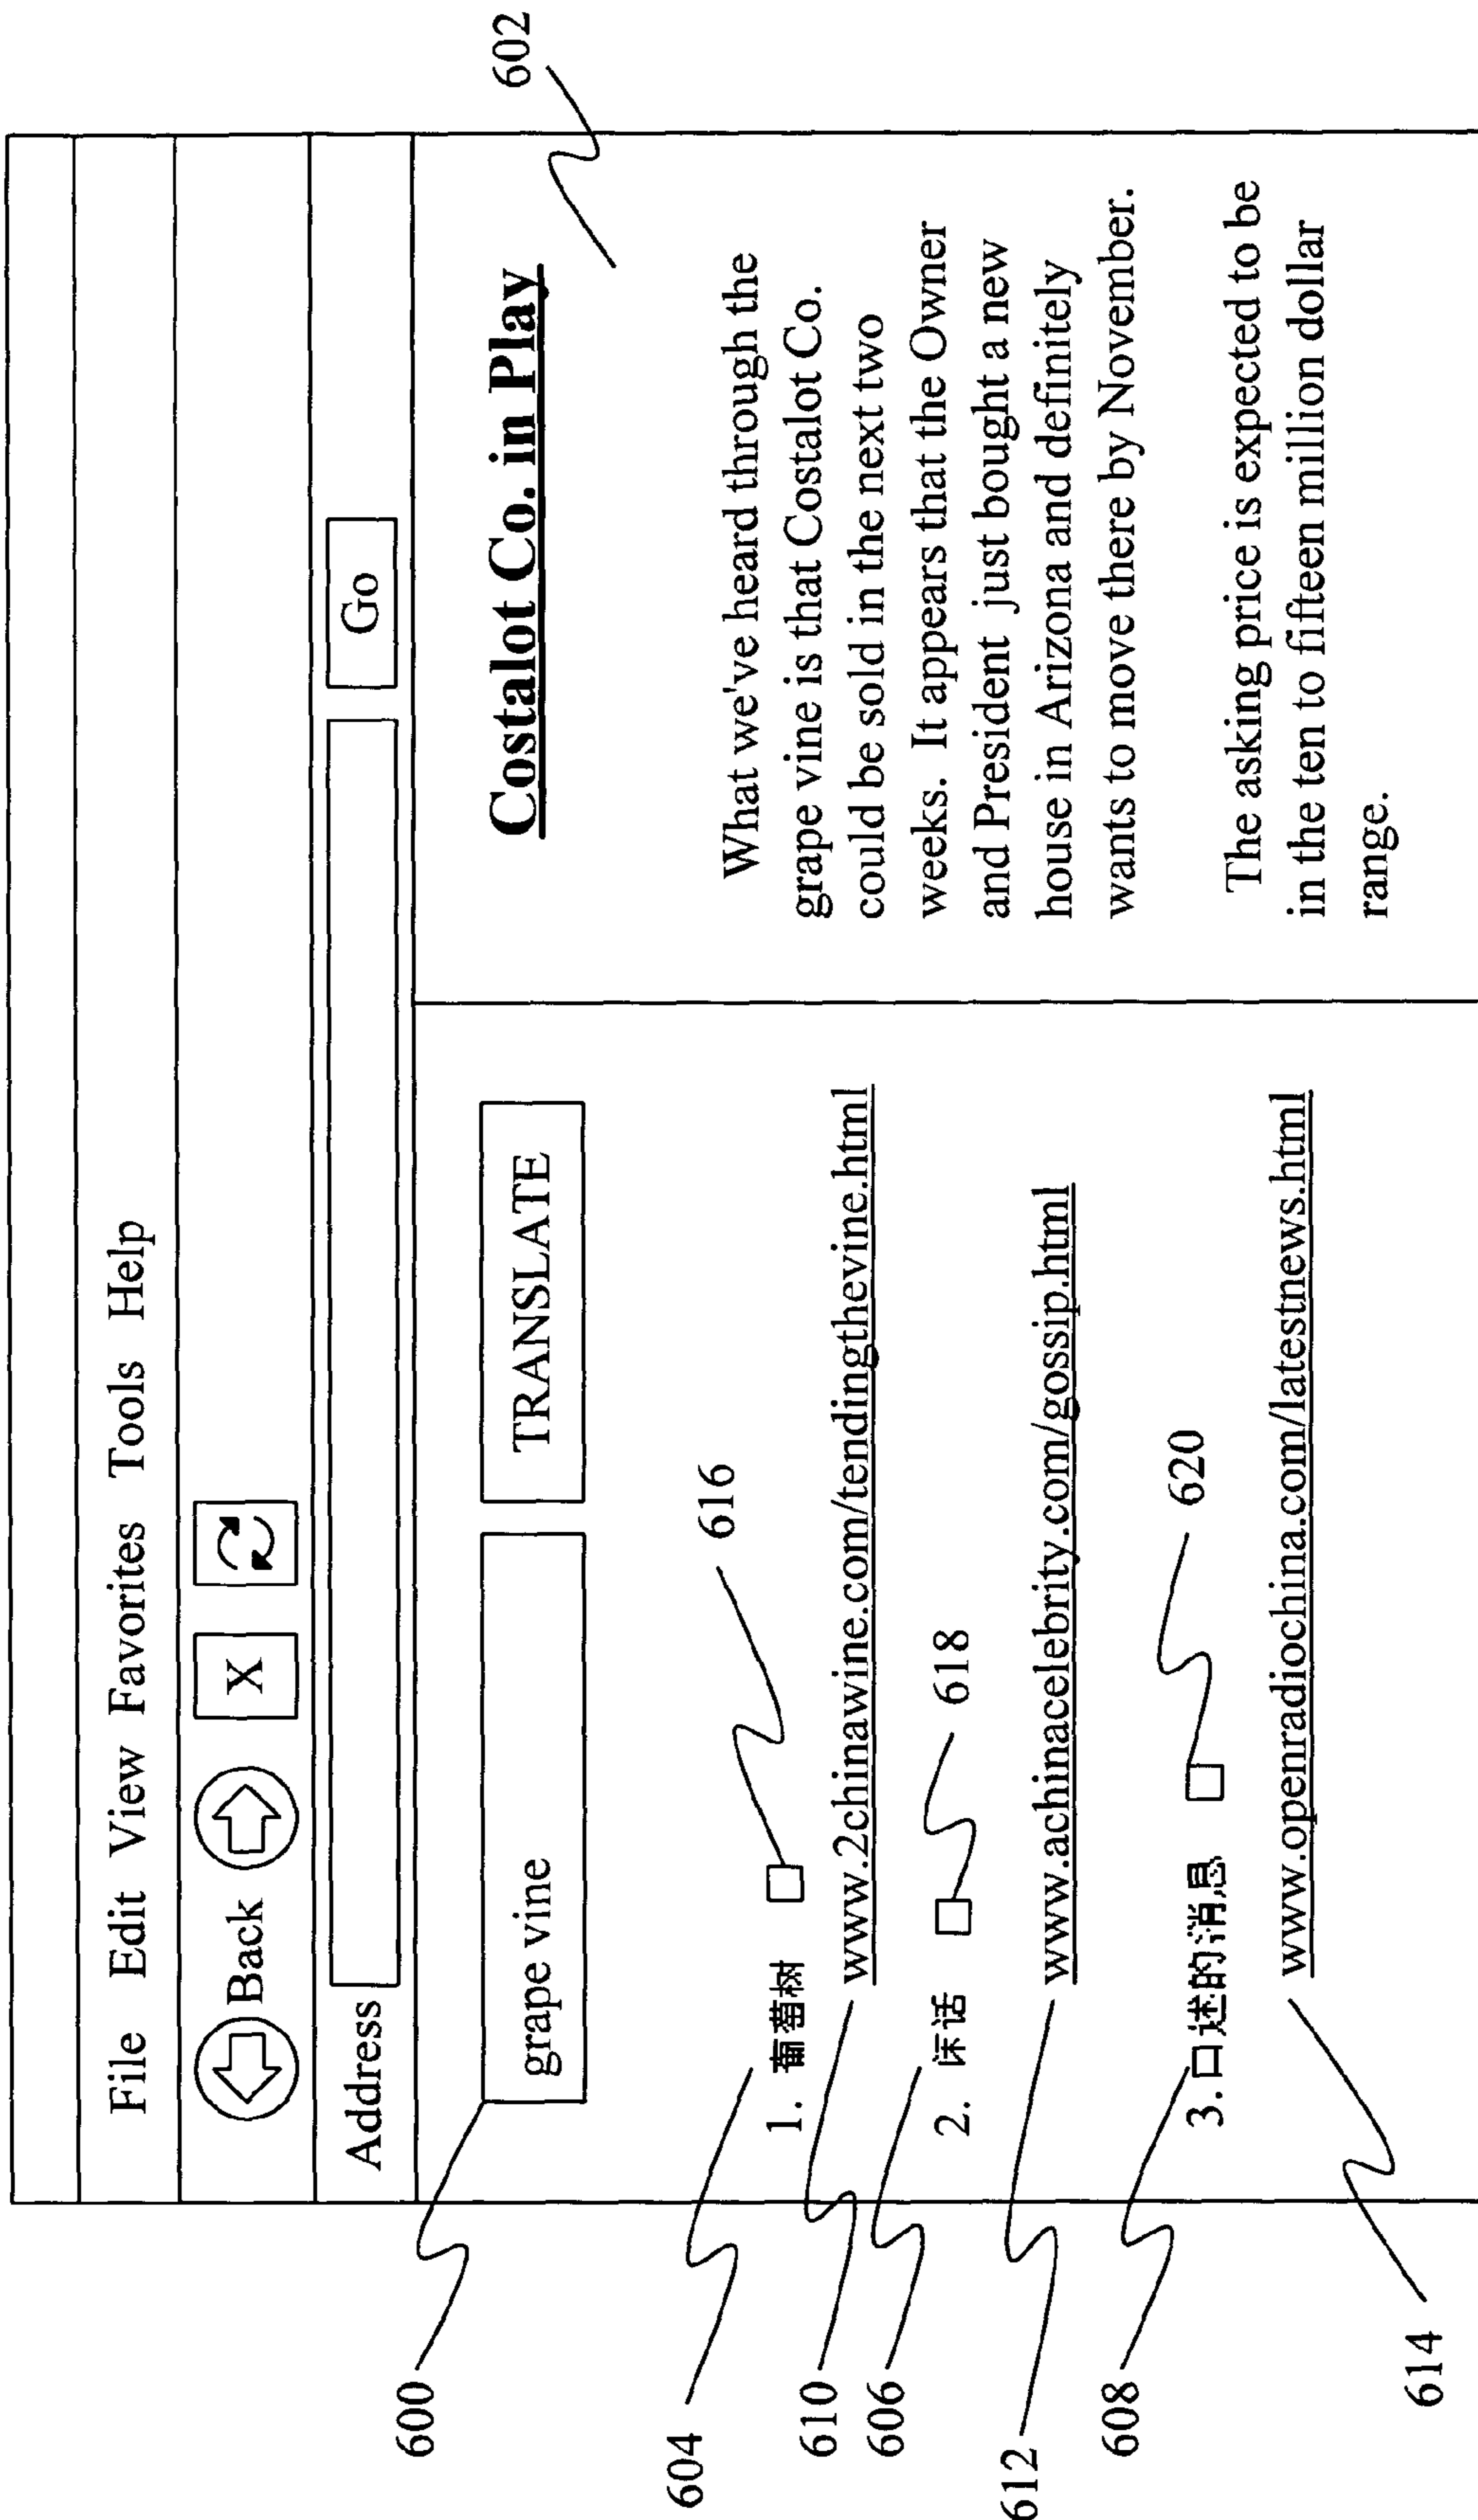 File Edit View Favorites Tools Help
Back X
Address Go
600
grape vine
TRANSLATE
Costalot Co. in Play
602
604
1. 葡萄树
616
610
www.2chinawine.com/tendingthevine.html
606
2.
618
612
www.achinacelebrity.com/gossip.html
608
3. 口述的消息
620
614
www.openradiochina.com/latestnews.html
What we've heard through the
grape vine is that Costalot Co.
could be sold in the next two
weeks. It appears that the Owner
and President just bought a new
house in Arizona and definitely
wants to move there by November.
The asking price is expected to be
in the ten to fifteen million dollar
range.